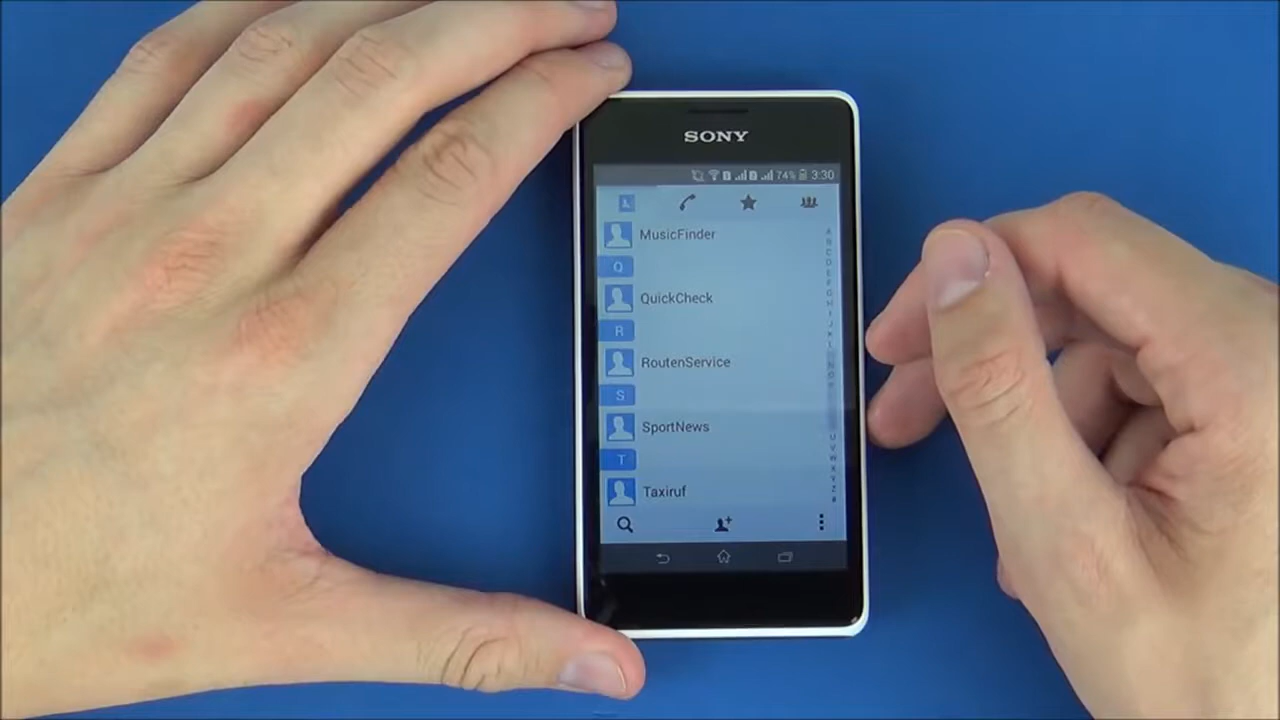 SONY
74% 3:30
MusicFinder
Q
QuickCheck
R
RoutenService
S
SportNews
T
Taxiruf
A
B
C
D
E
F
G
H
I
J
K
L
N
O
P
U
V
W
X
Y
Z
#